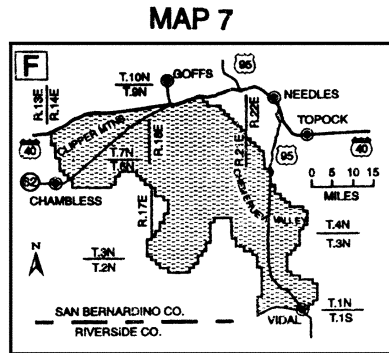 MAP 7
F
95
T.10N
T.9N
GOFFS
R.13E
R.14E
CLIPPER MTNS
R.18E
R.22E
NEEDLES
TOPOCK
40
T.7N
R.21E
95
40
62
CHAMBLESS
R.17E
CHEMEHUEVI
VALLEY
0 5 10 15
MILES
T.4N
T.3N
N
T.3N
T.2N
T.1N
T.1S
VIDAL
SAN BERNARDINO CO.
RIVERSIDE CO.